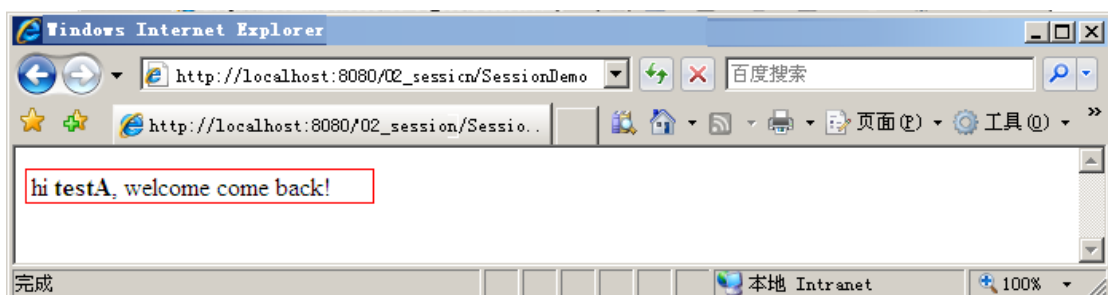 Windows Internet Explorer
http://localhost:8080/02_session/SessionDemo 百度搜索
http://localhost:8080/02_session/Sessio.. 页面(P) 工具(O) »
hi testA, welcome come back!
完成 本地 Intranet 100%